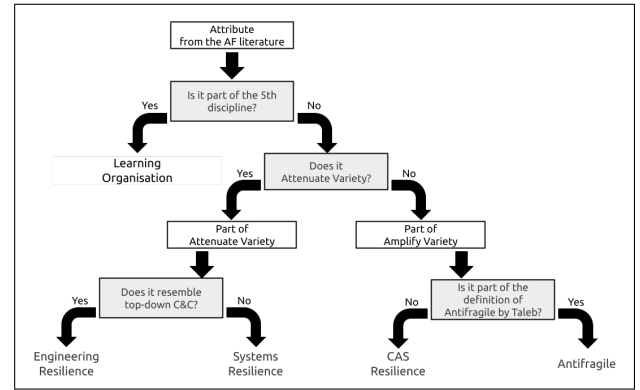 Attribute
from the AF literature
Is it part of the 5th
discipline?
Yes
No
Learning
Organisation
Does it
Attenuate Variety?
Yes
No
Part of
Attenuate Variety
Part of
Amplify Variety
Does it resemble
top-down C&C?
Yes
No
Is it part of the
definition of
Antifragile by Taleb?
No
Yes
Engineering
Resilience
Systems
Resilience
CAS
Resilience
Antifragile